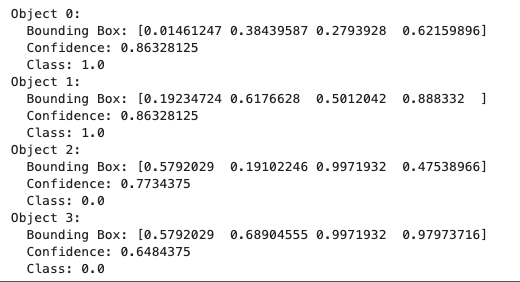 Object 0:
  Bounding Box: [0.01461247 0.38439587 0.2793928  0.62159896]
  Confidence: 0.86328125
  Class: 1.0
Object 1:
  Bounding Box: [0.19234724 0.6176628  0.5012042  0.888332  ]
  Confidence: 0.86328125
  Class: 1.0
Object 2:
  Bounding Box: [0.5792029  0.19102246 0.9971932  0.47538966]
  Confidence: 0.7734375
  Class: 0.0
Object 3:
  Bounding Box: [0.5792029  0.68904555 0.9971932  0.97973716]
  Confidence: 0.6484375
  Class: 0.0